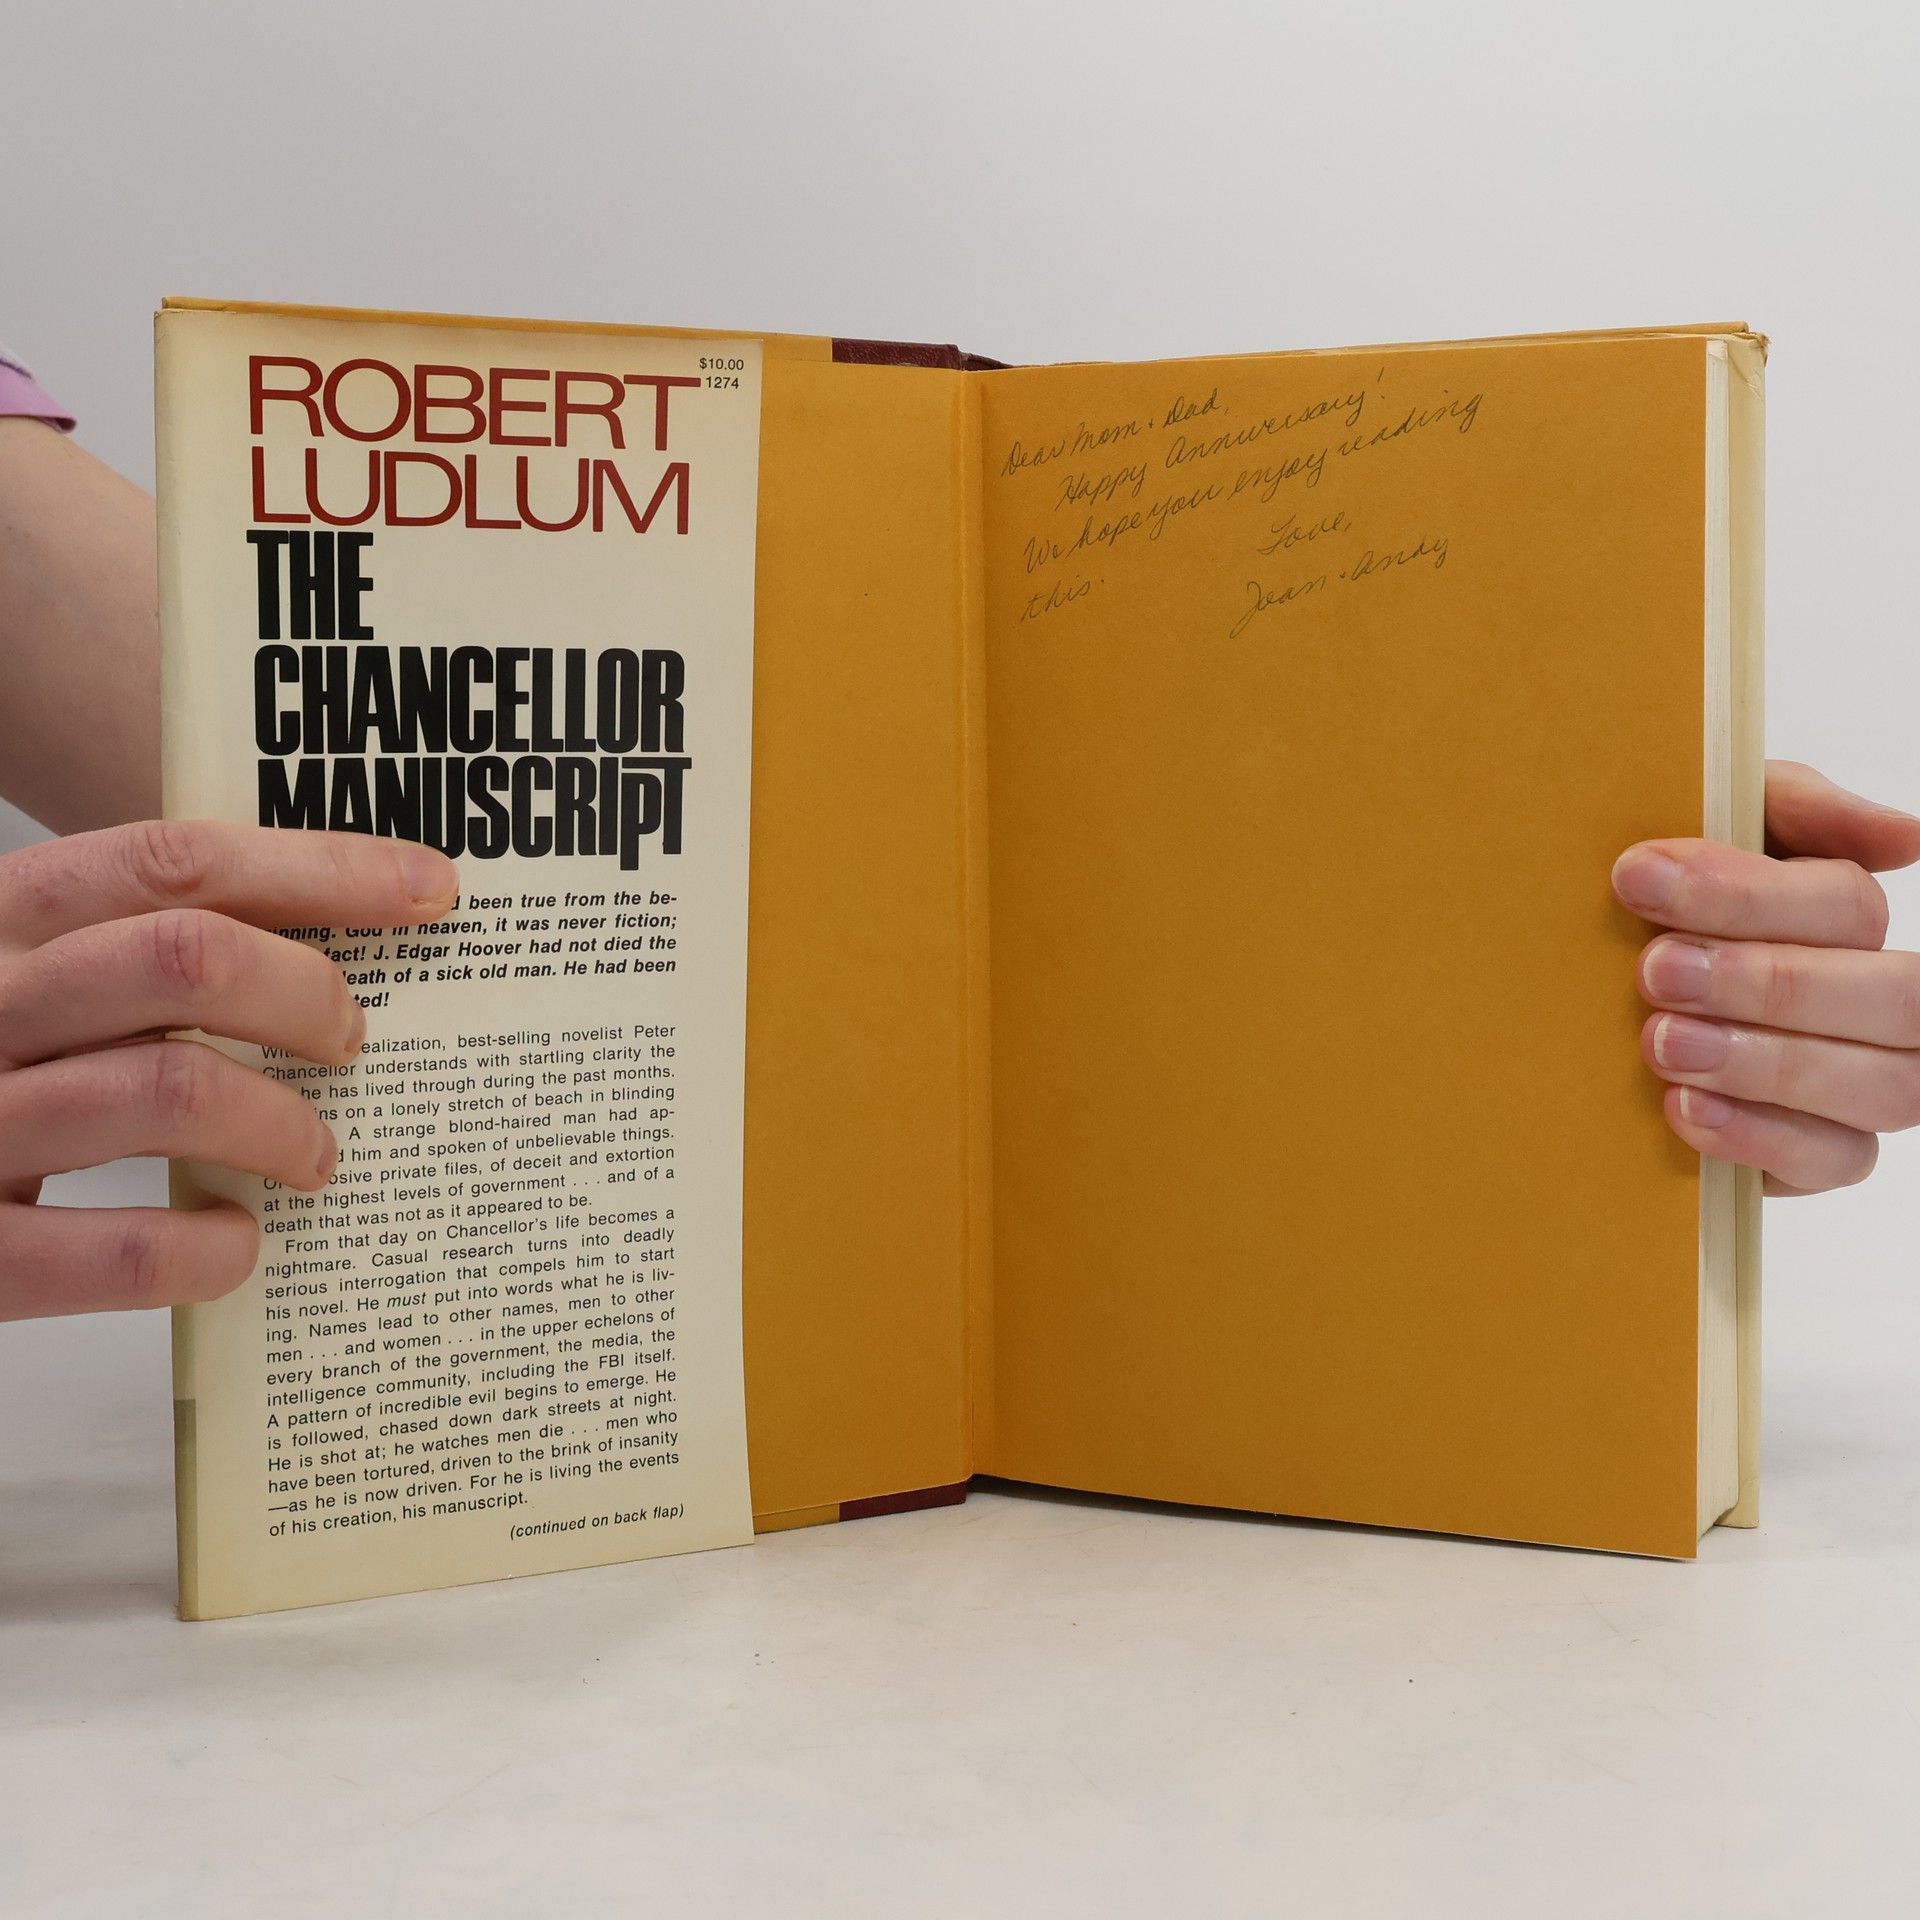 ROBERT
LUDLUM
$10.00
1274
THE
CHANCELLOR
MANUSCRIPT
been true from the be-
God in heaven, it was never fiction;
fact! J. Edgar Hoover had not died the
of a sick old man. He had been
best-selling novelist Peter
Chancellor understands with startling clarity the
he has lived through during the past months.
on a lonely stretch of beach in blinding
A strange blond-haired man had ap-
him and spoken of unbelievable things.
private files, of deceit and extortion
at the highest levels of government . . . and of a
death that was not as it appeared to be.
From that day on Chancellor's life becomes a
nightmare. Casual research turns into deadly
serious interrogation that compels him to start
his novel. He must put into words what he is liv-
ing. Names lead to other names, men to other
men . . . and women . . . in the upper echelons of
every branch of the government, the media, the
intelligence community, including the FBI itself.
A pattern of incredible evil begins to emerge. He
is followed, chased down dark streets at night.
He is shot at; he watches men die . . . men who
have been tortured, driven to the brink of insanity
—as he is now driven. For he is living the events
of his creation, his manuscript.
(continued on back flap)
Dear Mom + Dad,
Happy Anniversary!
We hope you enjoy reading
this.
Love,
Jean + Andy